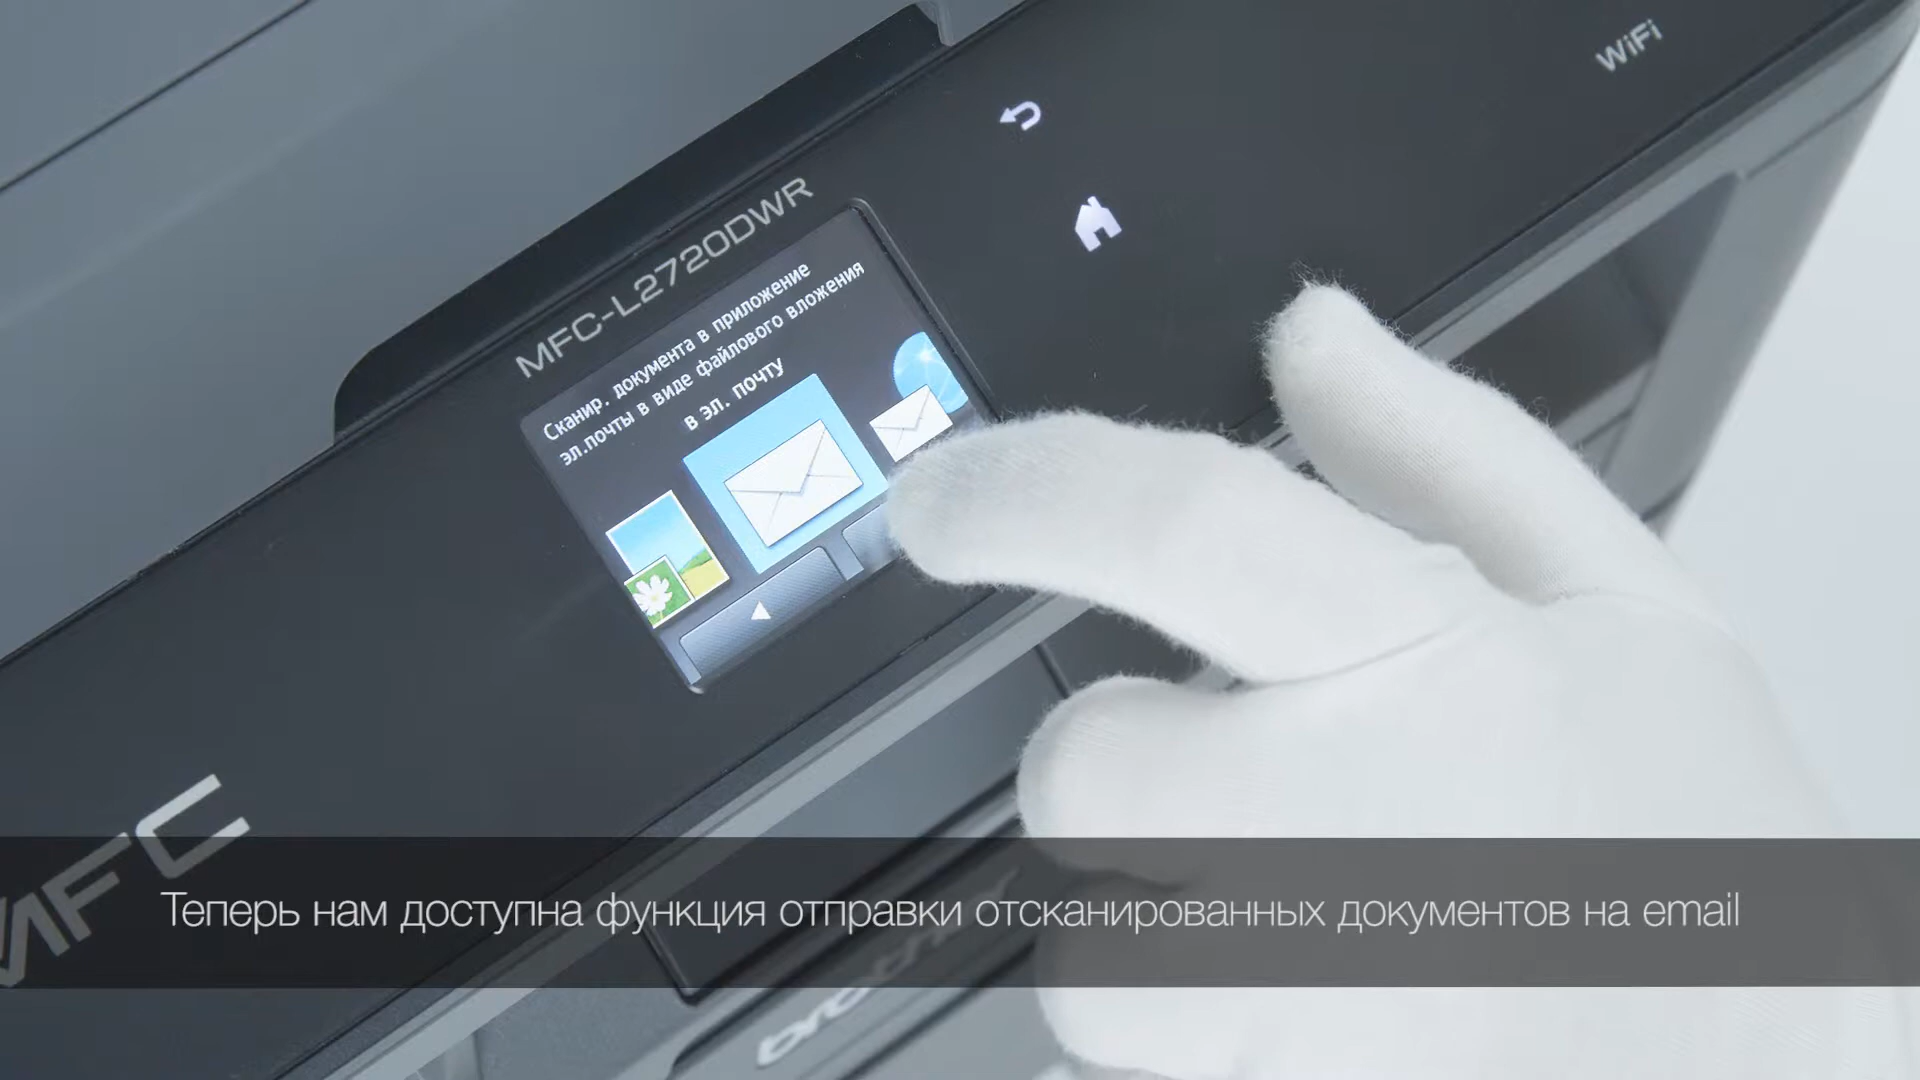 WiFi
MFC-L2720DWR
Сканир. документа в приложение
эл.почты в виде файлового вложения
в эл. почту
MFC
Теперь нам доступна функция отправки отсканированных документов на email
brother